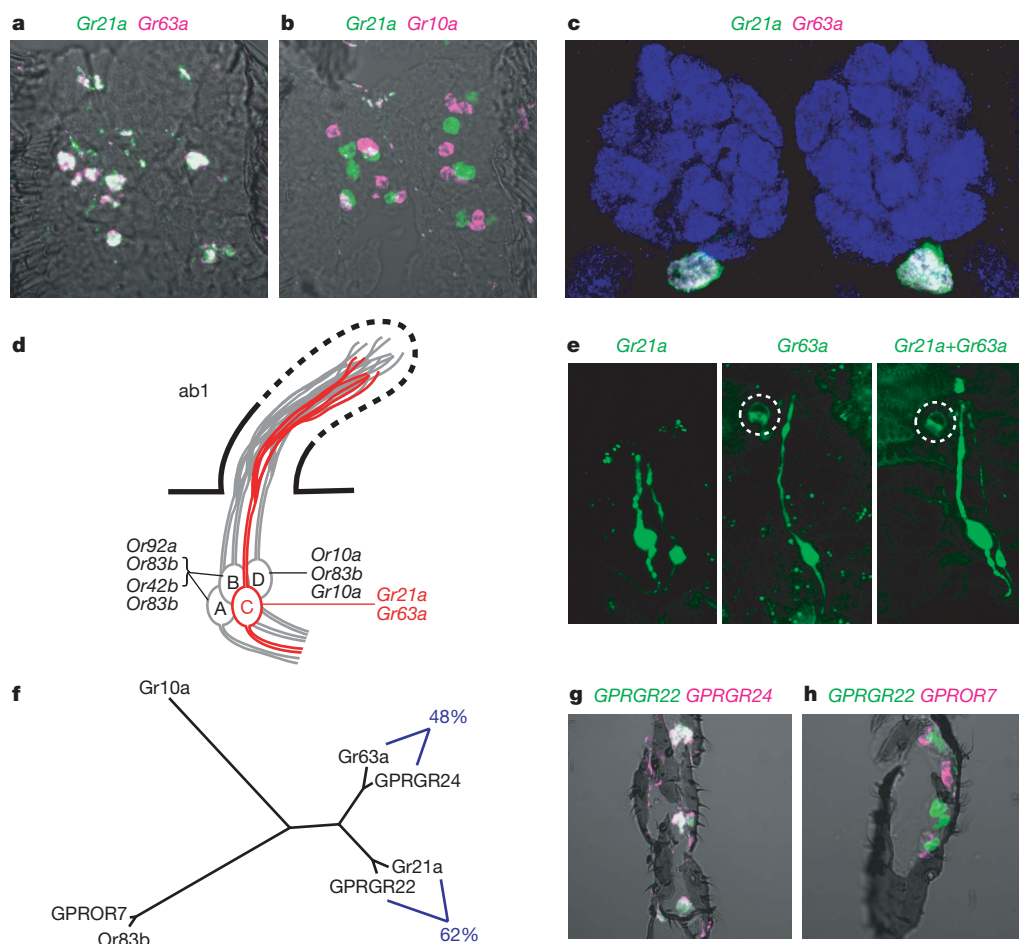 a Gr21a Gr63a
b Gr21a Gr10a
c Gr21a Gr63a
d
ab1
Or92a
Or83b
Or42b
Or83b
A
B
C
D
Or10a
Or83b
Gr10a
Gr21a
Gr63a
e Gr21a Gr63a Gr21a+Gr63a
f
Gr10a
48%
Gr63a
GPRGR24
Gr21a
GPRGR22
GPROR7
Or83b
62%
g GPRGR22 GPRGR24
h GPRGR22 GPROR7